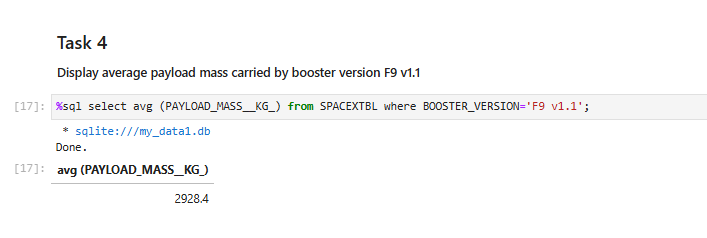 Task 4
Display average payload mass carried by booster version F9 v1.1
[17]: %sql select avg (PAYLOAD_MASS__KG_) from SPACEXTBL where BOOSTER_VERSION='F9 v1.1';
* sqlite:///my_data1.db
Done.
[17]: avg (PAYLOAD_MASS__KG_)
2928.4